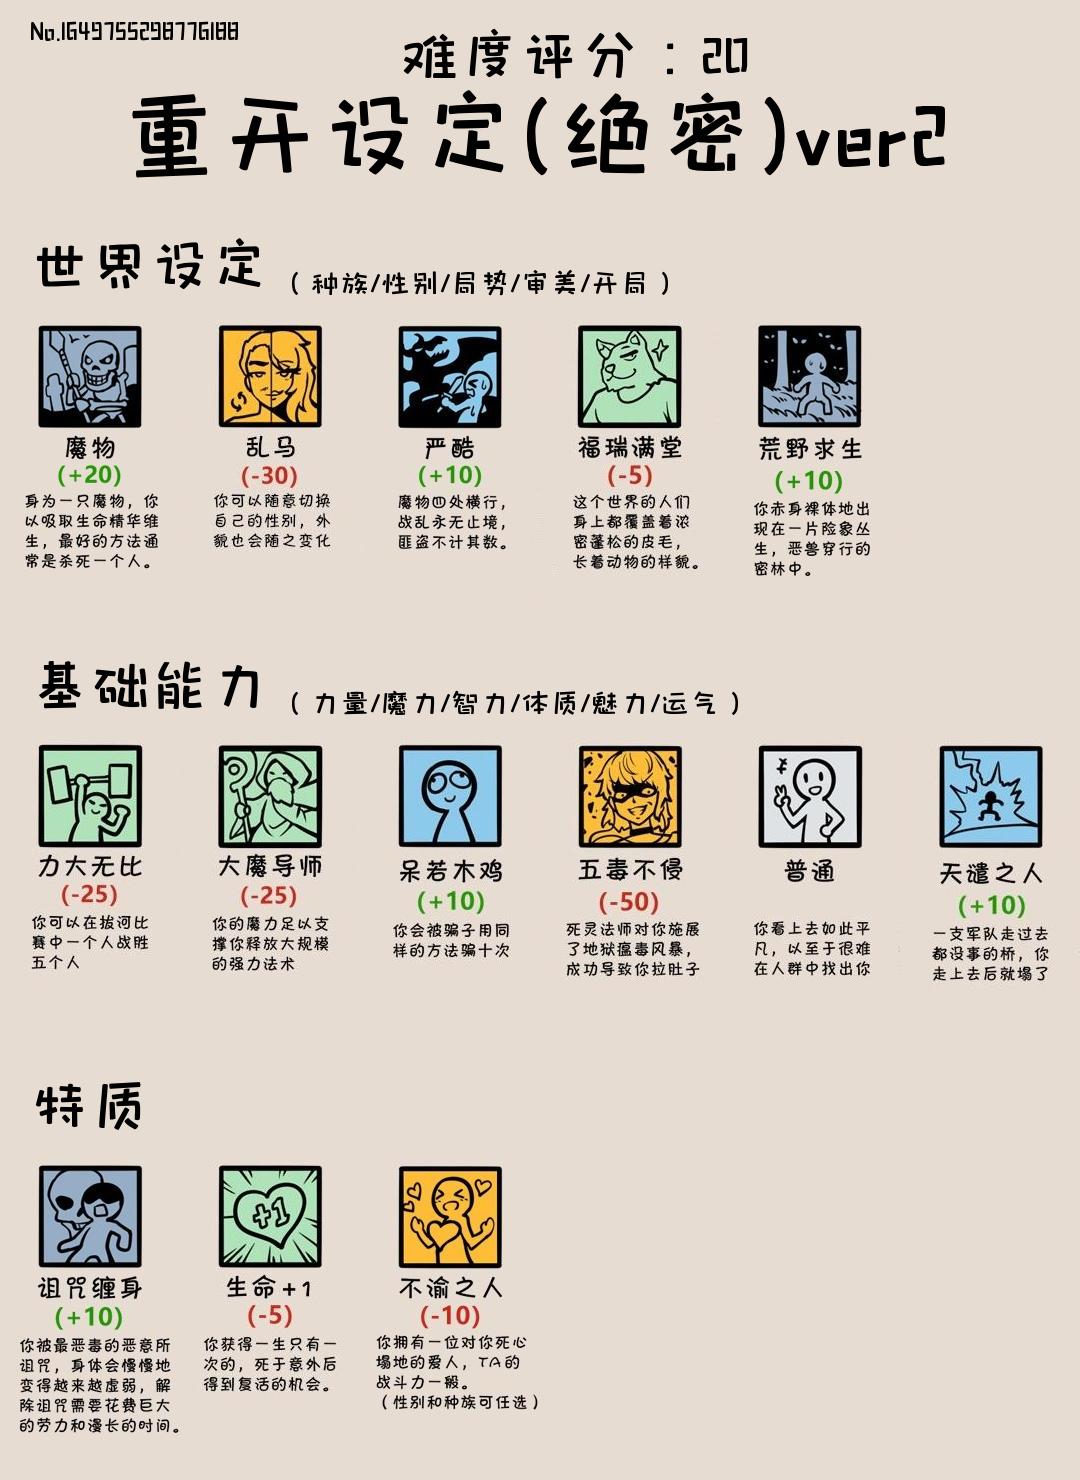 No.1649755298776188
难度评分：20
重开设定(绝密)ver2
世界设定 （种族/性别/局势/审美/开局）
魔物
(+20)
身为一只魔物，你
以吸取生命精华维
生，最好的方法通
常是杀死一个人。
乱马
(-30)
你可以随意切换
自己的性别，外
貌也会随之变化
严酷
(+10)
魔物四处横行，
战乱永无止境，
匪盗不计其数。
福瑞满堂
(-5)
这个世界的人们
身上都覆盖着浓
密蓬松的皮毛，
长着动物的样貌。
荒野求生
(+10)
你赤身裸体地出
现在一片险象丛
生，恶兽穿行的
密林中。
基础能力 （力量/魔力/智力/体质/魅力/运气）
力大无比
(-25)
你可以在拔河比
赛中一个人战胜
五个人
大魔导师
(-25)
你的魔力足以支
撑你释放大规模
的强力法术
呆若木鸡
(+10)
你会被骗子用同
样的方法骗十次
五毒不侵
(-50)
死灵法师对你施展
了地狱瘟毒风暴，
成功导致你拉肚子
普通
你看上去如此平
凡，以至于很难
在人群中找出你
天谴之人
(+10)
一支军队走过去
都没事的桥，你
走上去后就塌了
特质
诅咒缠身
(+10)
你被最恶毒的恶意所
诅咒，身体会慢慢地
变得越来越虚弱，解
除诅咒需要花费巨大
的劳力和漫长的时间。
生命+1
(-5)
你获得一生只有一
次的，死于意外后
得到复活的机会。
不渝之人
(-10)
你拥有一位对你死心
塌地的爱人，TA的
战斗力一般。
（性别和种族可任选）